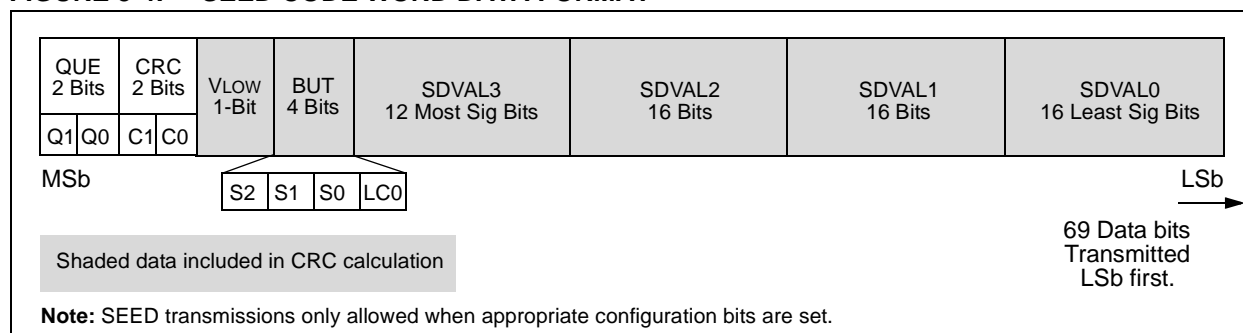 QUE
2 Bits
CRC
2 Bits
VLOW
1-Bit
BUT
4 Bits
SDVAL3
12 Most Sig Bits
SDVAL2
16 Bits
SDVAL1
16 Bits
SDVAL0
16 Least Sig Bits
Q1 Q0 C1 C0
MSb
LSb
S2 S1 S0 LC0
69 Data bits
Transmitted
LSb first.
Shaded data included in CRC calculation
Note: SEED transmissions only allowed when appropriate configuration bits are set.